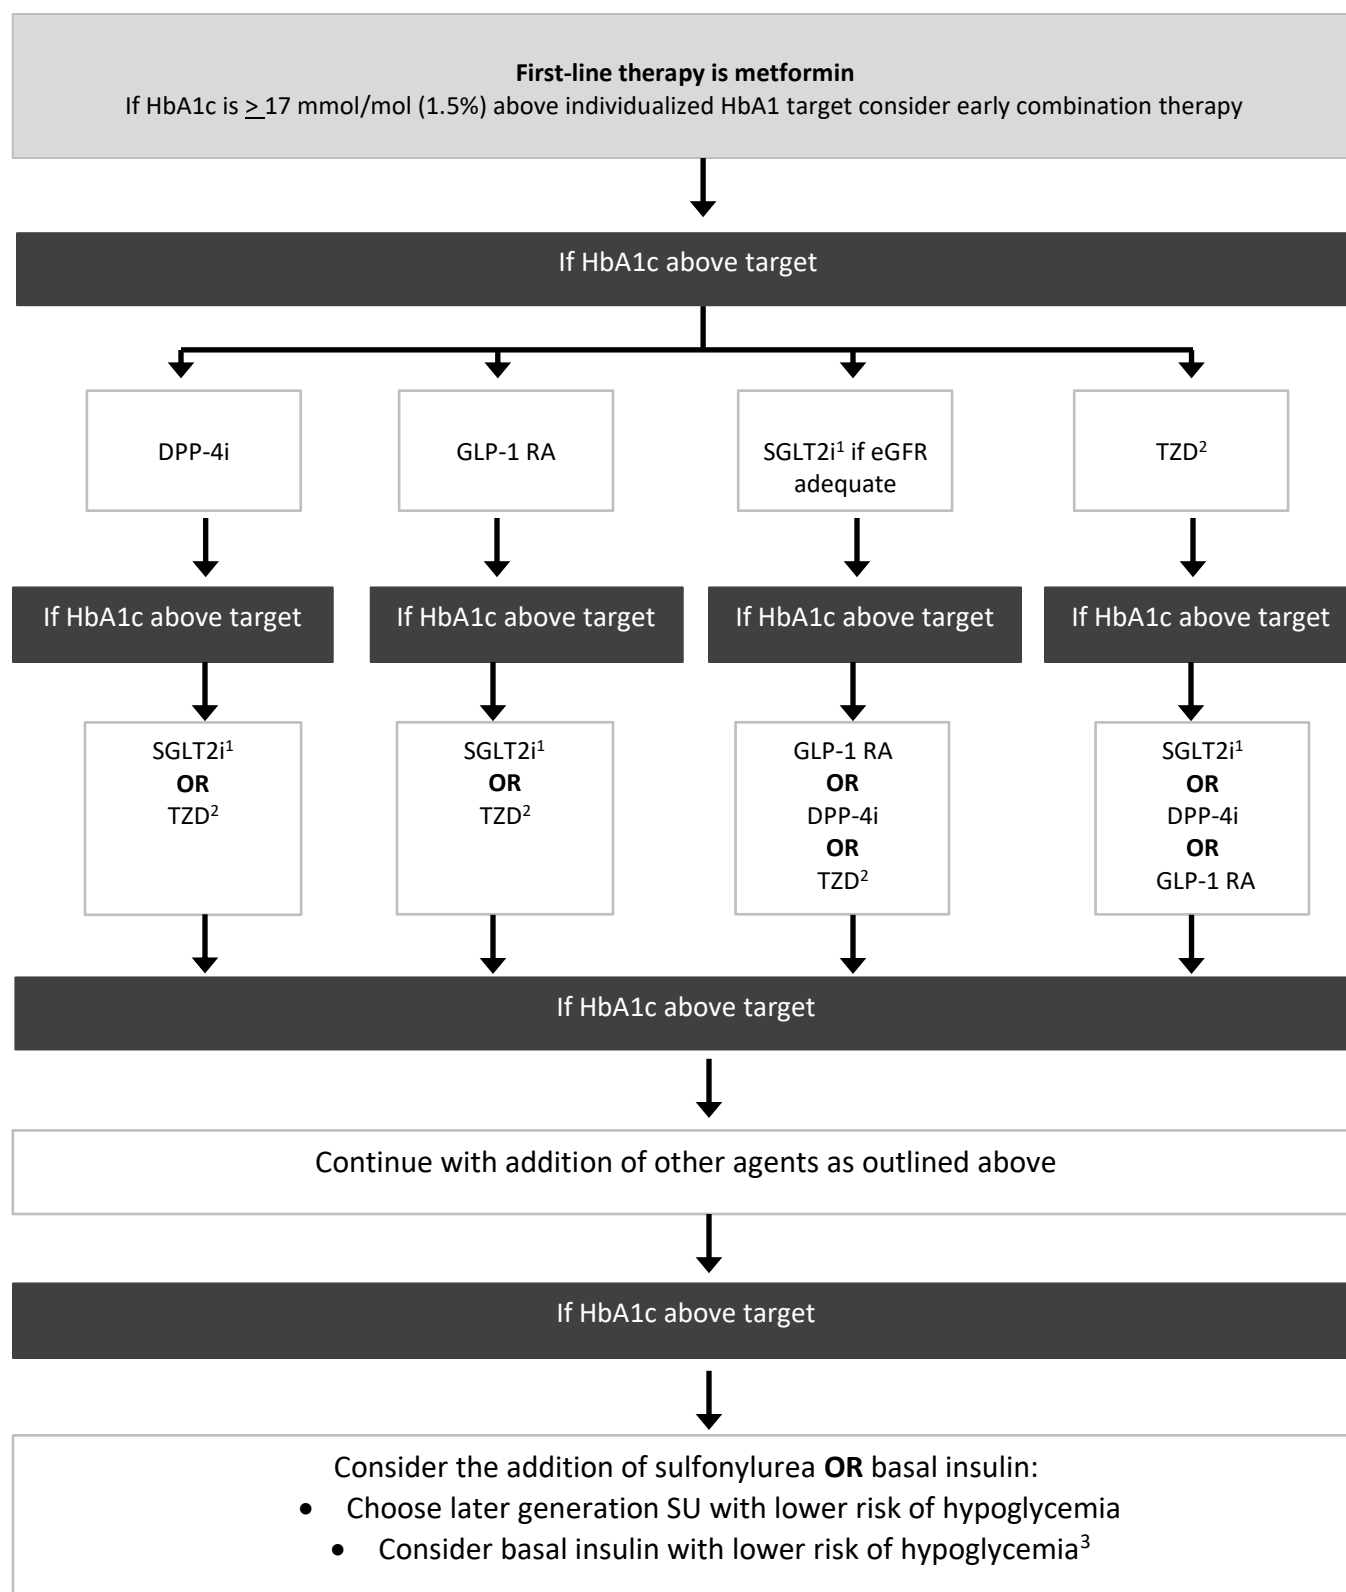 First-line therapy is metformin
If HbA1c is ≥ 17 mmol/mol (1.5%) above individualized HbA1 target consider early combination therapy
If HbA1c above target
DPP-4i
GLP-1 RA
SGLT2i¹ if eGFR
adequate
TZD²
If HbA1c above target
If HbA1c above target
If HbA1c above target
If HbA1c above target
SGLT2i¹
OR
TZD²
SGLT2i¹
OR
TZD²
GLP-1 RA
OR
DPP-4i
OR
TZD²
SGLT2i¹
OR
DPP-4i
OR
GLP-1 RA
If HbA1c above target
Continue with addition of other agents as outlined above
If HbA1c above target
Consider the addition of sulfonylurea OR basal insulin:
• Choose later generation SU with lower risk of hypoglycemia
• Consider basal insulin with lower risk of hypoglycemia³